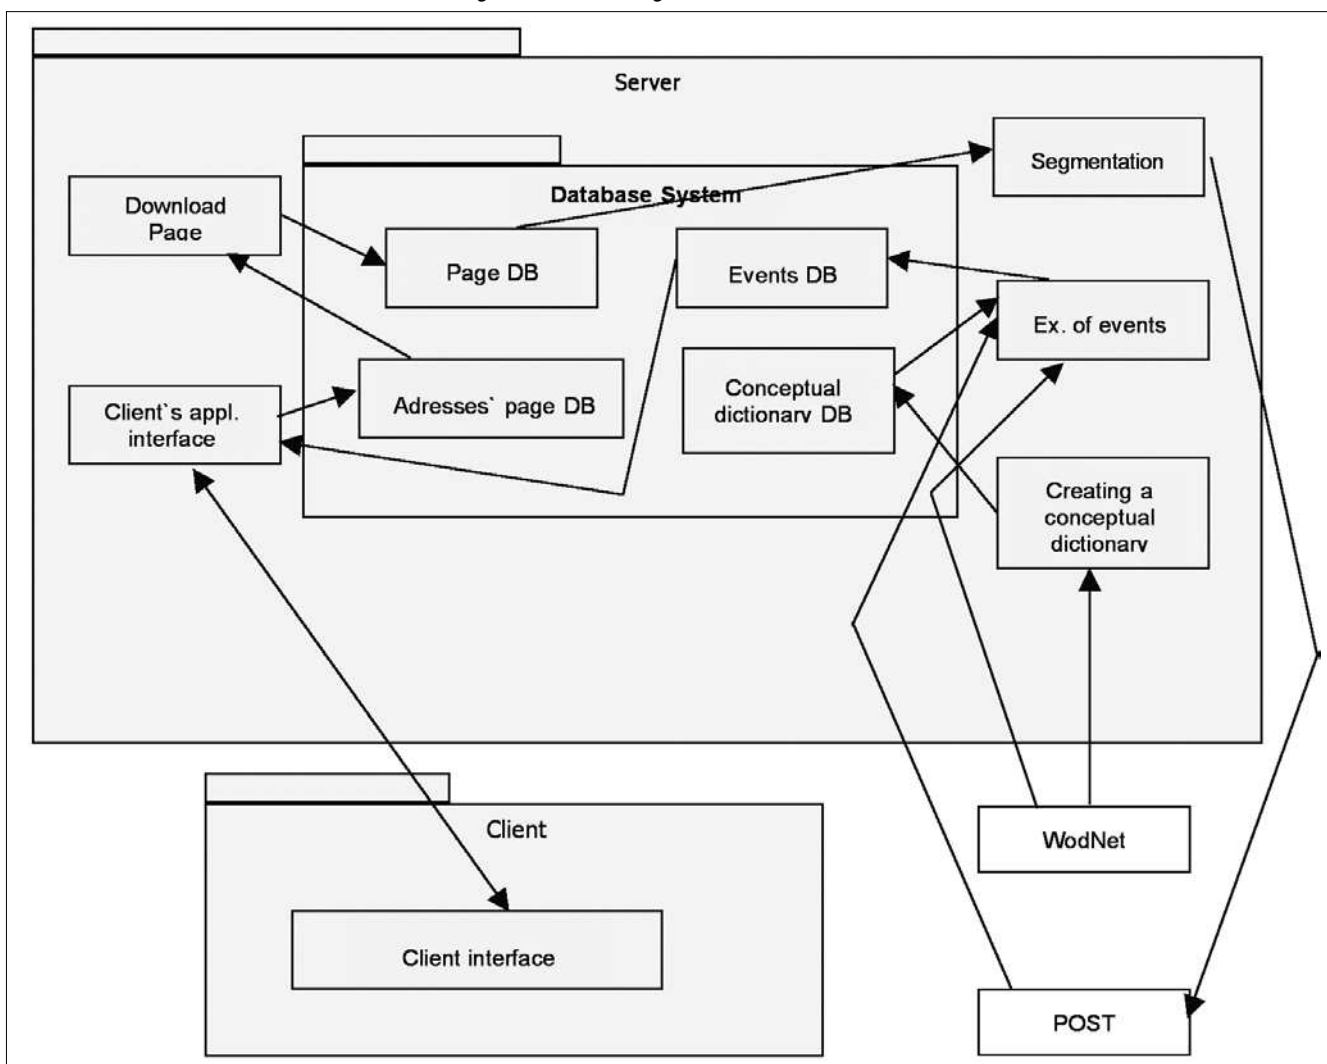 Server
Segmentation
Database System
Download
Page
Page DB
Events DB
Ex. of events
Client`s appl.
interface
Adresses` page DB
Conceptual
dictionary DB
Creating a
conceptual
dictionary
Client
WodNet
Client interface
POST